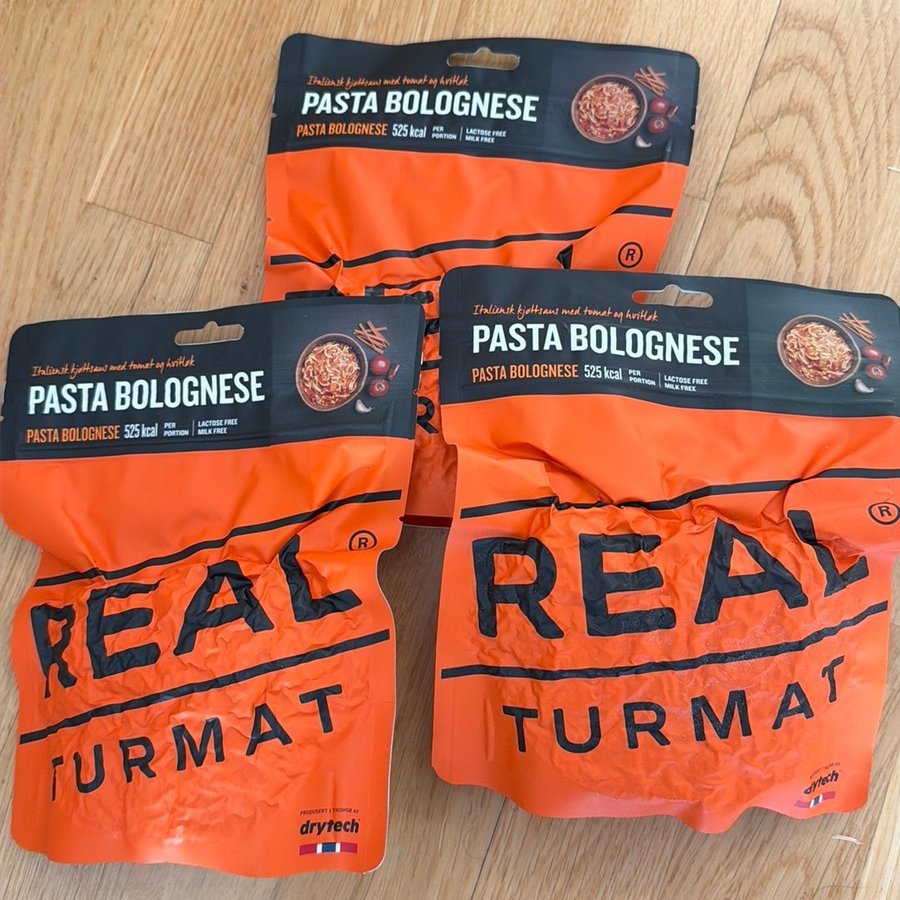 Italiensk kjøttsaus med tomat og hvitløk
PASTA BOLOGNESE
PASTA BOLOGNESE 525 kcal PER PORTION LACTOSE FREE MILK FREE
®
R
Italiensk kjøttsaus med tomat og hvitløk
PASTA BOLOGNESE
PASTA BOLOGNESE 525 kcal PER PORTION LACTOSE FREE MILK FREE
REAL ®
TURMAT
PRODUSERT I TROMSØ AV
drytech
Italiensk kjøttsaus med tomat og hvitløk
PASTA BOLOGNESE
PASTA BOLOGNESE 525 kcal PER PORTION LACTOSE FREE MILK FREE
REAL ®
TURMAT
drytech